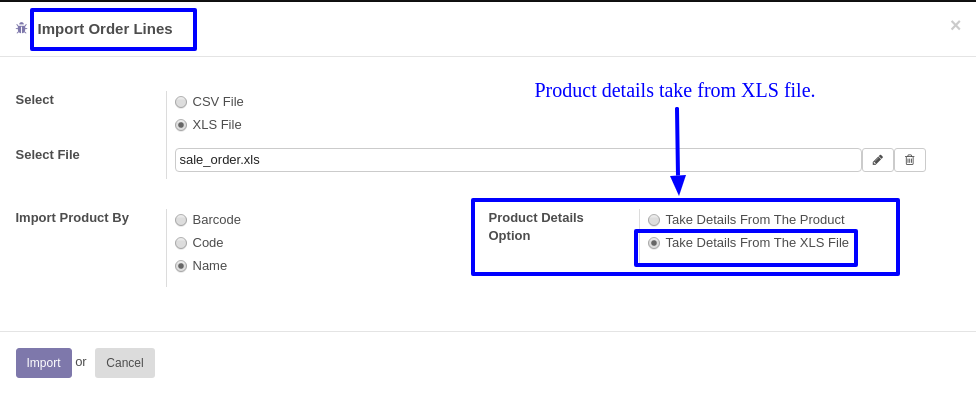 Import Order Lines
×
Product details take from XLS file.
Select
CSV File
XLS File
Select File
sale_order.xls
Import Product By
Barcode
Code
Name
Product Details
Option
Take Details From The Product
Take Details From The XLS File
Import or Cancel